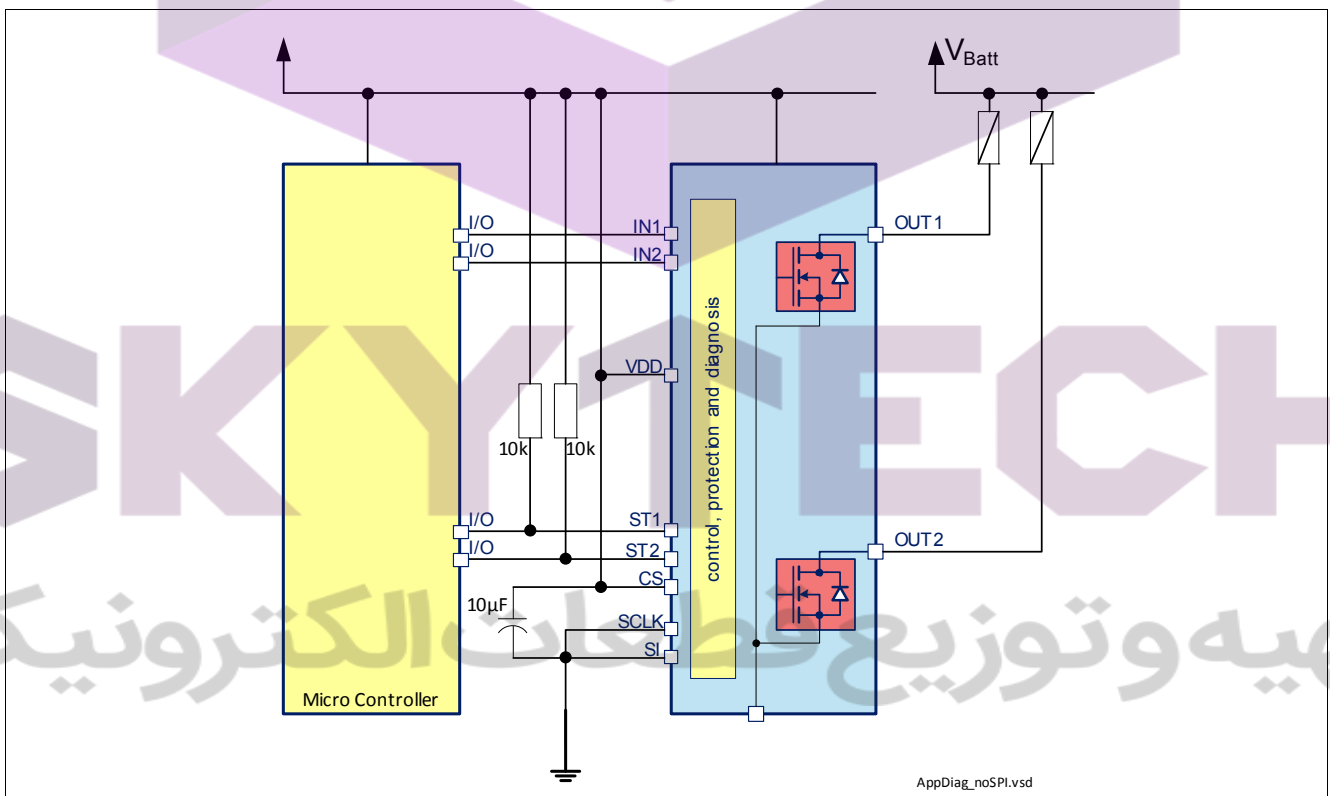 V_Batt
I/O IN1 OUT1
I/O IN2
control, protection and diagnosis
VDD
10k 10k
SKYTECH
I/O ST1
I/O ST2 OUT2
CS
10µF
SCLK
SI
تهیه و توزیع قطعات الکترونیک
Micro Controller
AppDiag_noSPI.vsd